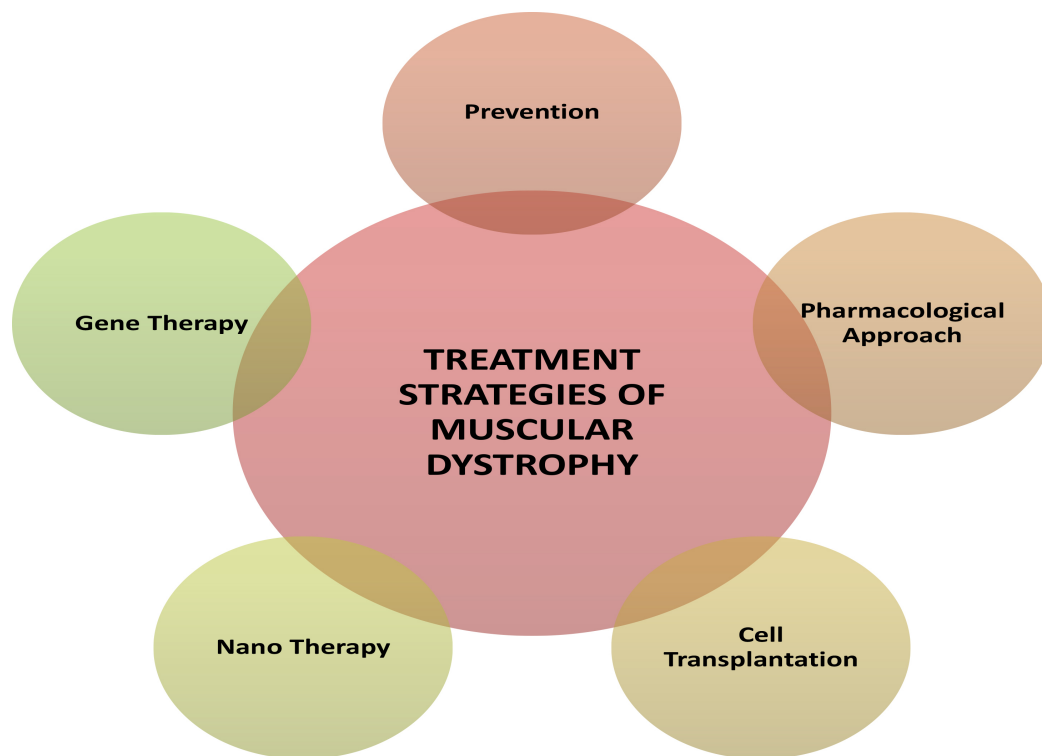 Prevention
Gene Therapy
Pharmacological
Approach
TREATMENT
STRATEGIES OF
MUSCULAR
DYSTROPHY
Nano Therapy
Cell
Transplantation